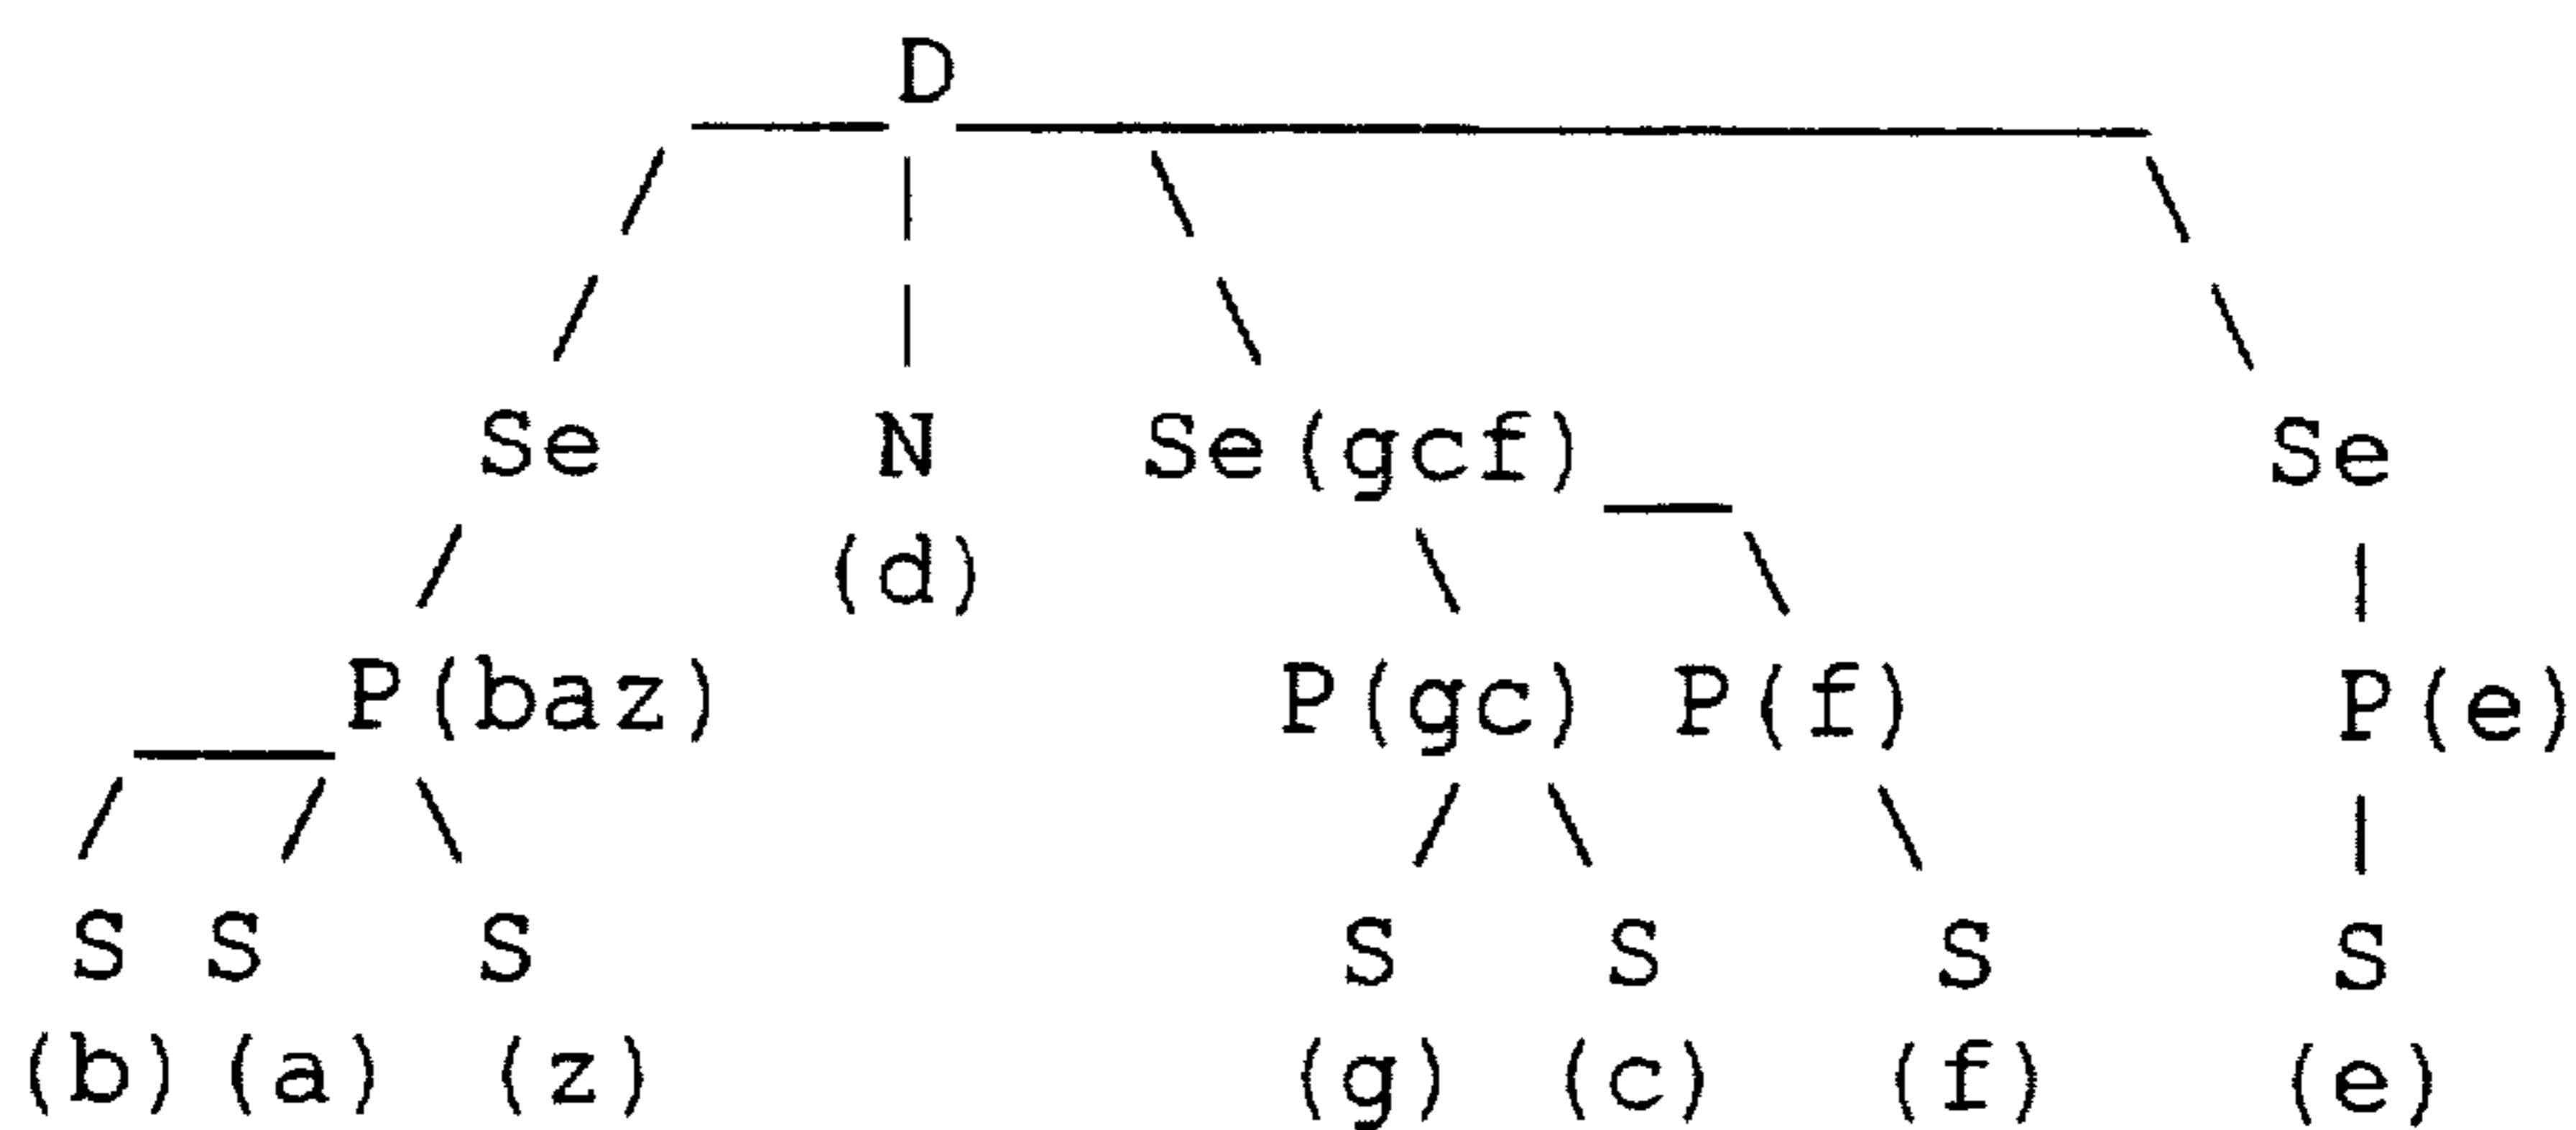 D
Se N Se(gcf) Se
(d)
P(baz) P(gc) P(f) P(e)
S S S S S S S
(b) (a) (z) (g) (c) (f) (e)